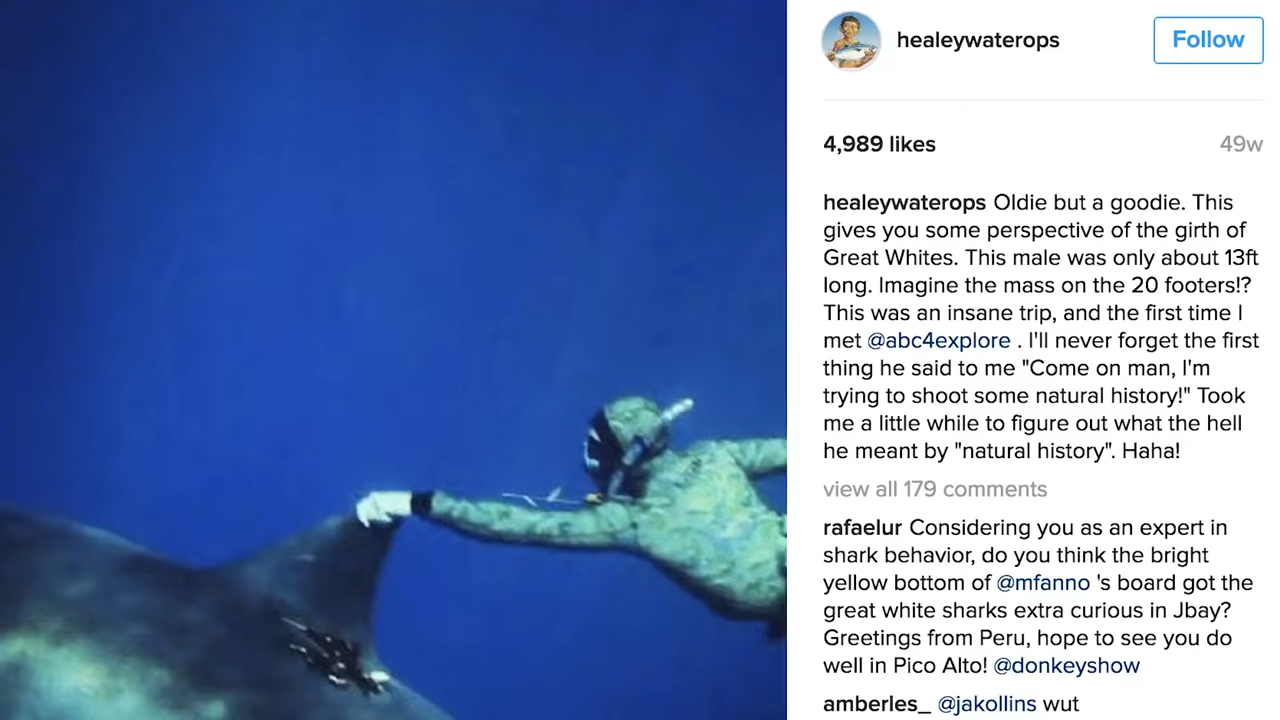 healeywaterops
Follow
4,989 likes
49w
healeywaterops Oldie but a goodie. This
gives you some perspective of the girth of
Great Whites. This male was only about 13ft
long. Imagine the mass on the 20 footers!?
This was an insane trip, and the first time I
met @abc4explore . I'll never forget the first
thing he said to me "Come on man, I'm
trying to shoot some natural history!" Took
me a little while to figure out what the hell
he meant by "natural history". Haha!
view all 179 comments
rafaelur Considering you as an expert in
shark behavior, do you think the bright
yellow bottom of @mfanno 's board got the
great white sharks extra curious in Jbay?
Greetings from Peru, hope to see you do
well in Pico Alto! @donkeyshow
amberles_ @jakollins wut